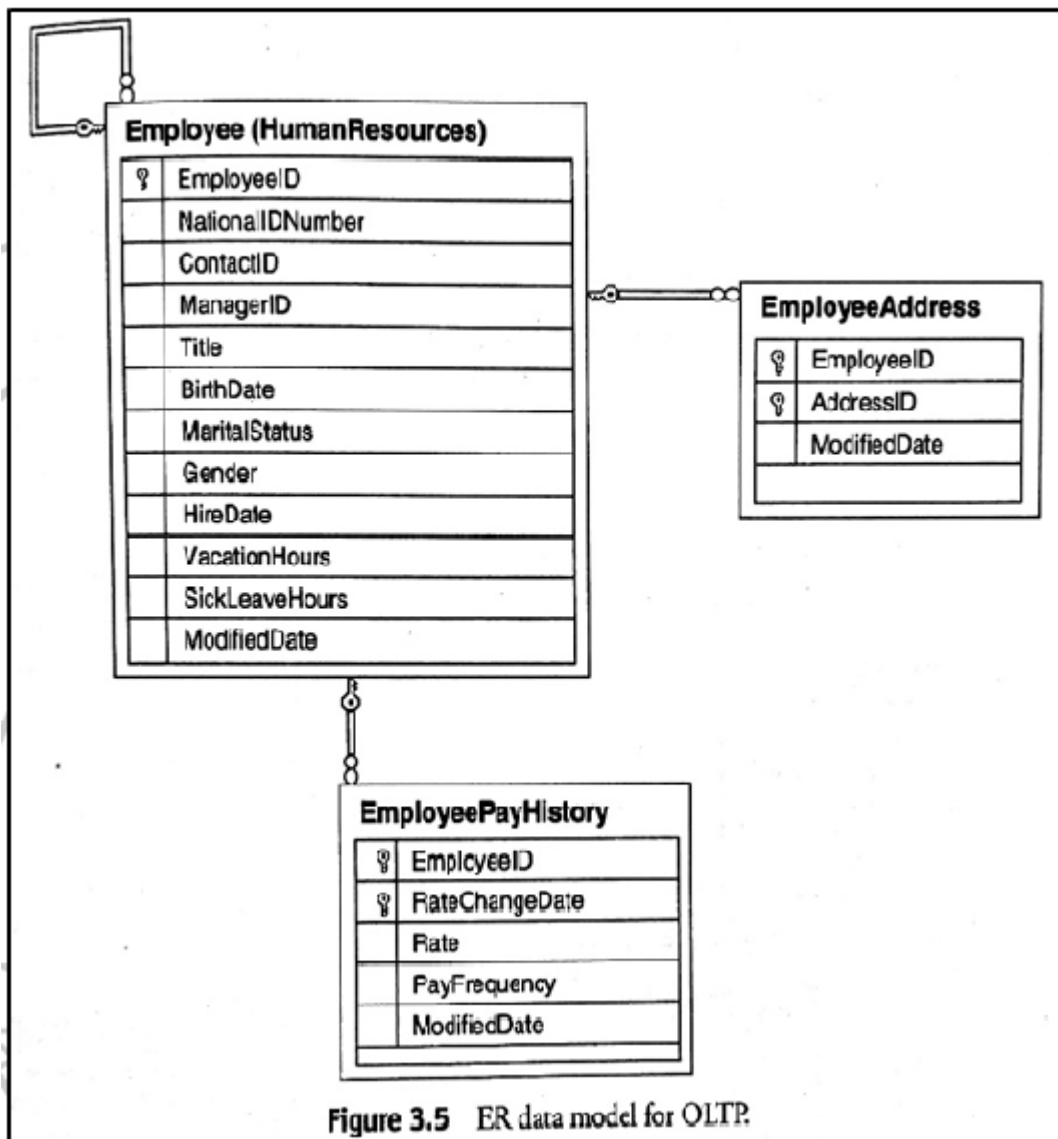 Employee (HumanResources)
EmployeeID
NationalIDNumber
ContactID
ManagerID
Title
BirthDate
MaritalStatus
Gender
HireDate
VacationHours
SickLeaveHours
ModifiedDate
EmployeeAddress
EmployeeID
AddressID
ModifiedDate
EmployeePayHistory
EmployeeID
RateChangeDate
Rate
PayFrequency
ModifiedDate
Figure 3.5 ER data model for OLTP.